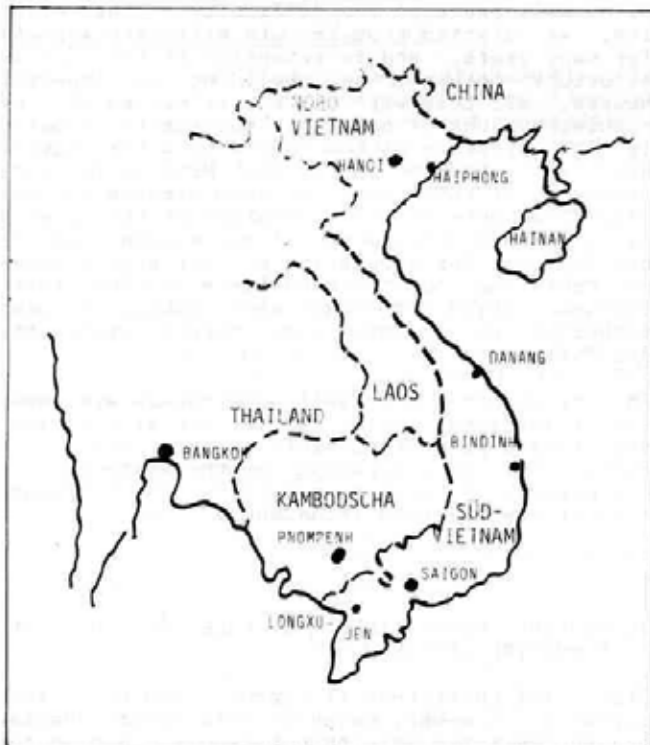 CHINA
VIETNAM
HANOI
HAIPHONG
HAINAN
DANANG
LAOS
THAILAND
BINDINH
BANGKOK
KAMBODSCHA
SÜD-
VIETNAM
PNOMPENH
SAIGON
LONGXU-
JEN